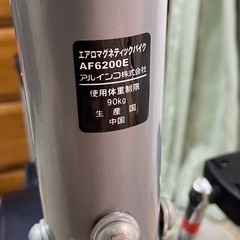 エアロマグネティックバイク
AF6200E
アルインコ株式会社
使用体重制限
90kg
生産国
中国